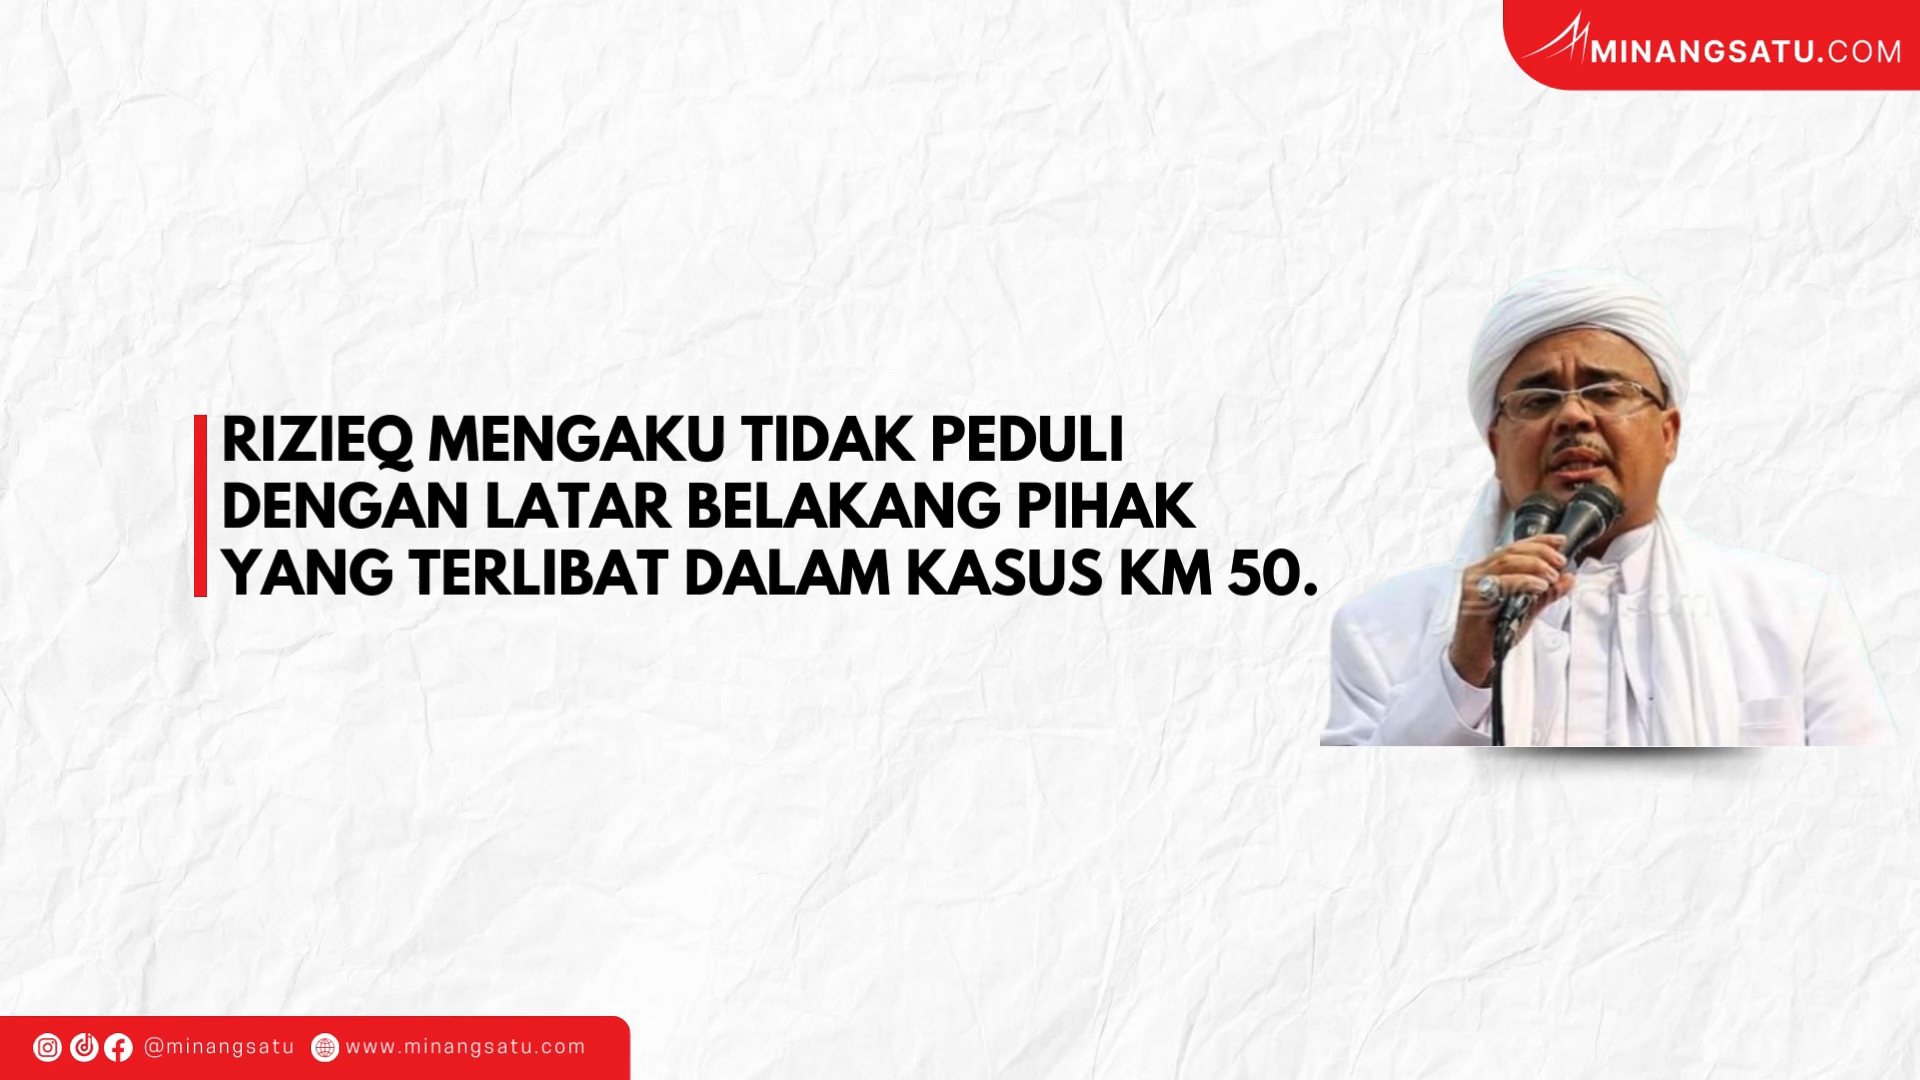 MINANGSATU.COM
RIZIEQ MENGAKU TIDAK PEDULI
DENGAN LATAR BELAKANG PIHAK
YANG TERLIBAT DALAM KASUS KM 50.
@minangsatu www.minangsatu.com